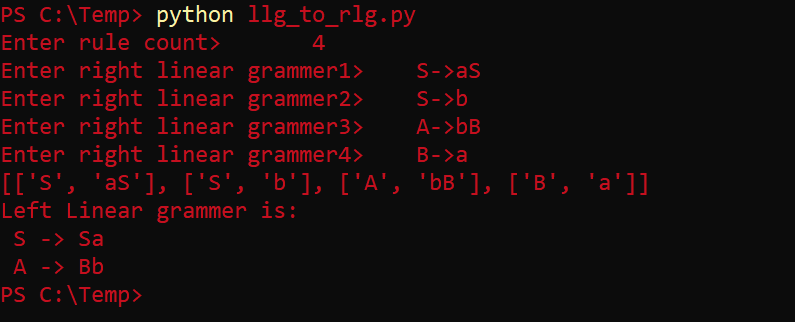 PS C:\Temp> python llg_to_rlg.py
Enter rule count> 4
Enter right linear grammer1> S->aS
Enter right linear grammer2> S->b
Enter right linear grammer3> A->bB
Enter right linear grammer4> B->a
[['S', 'aS'], ['S', 'b'], ['A', 'bB'], ['B', 'a']]
Left Linear grammer is:
S -> Sa
A -> Bb
PS C:\Temp>